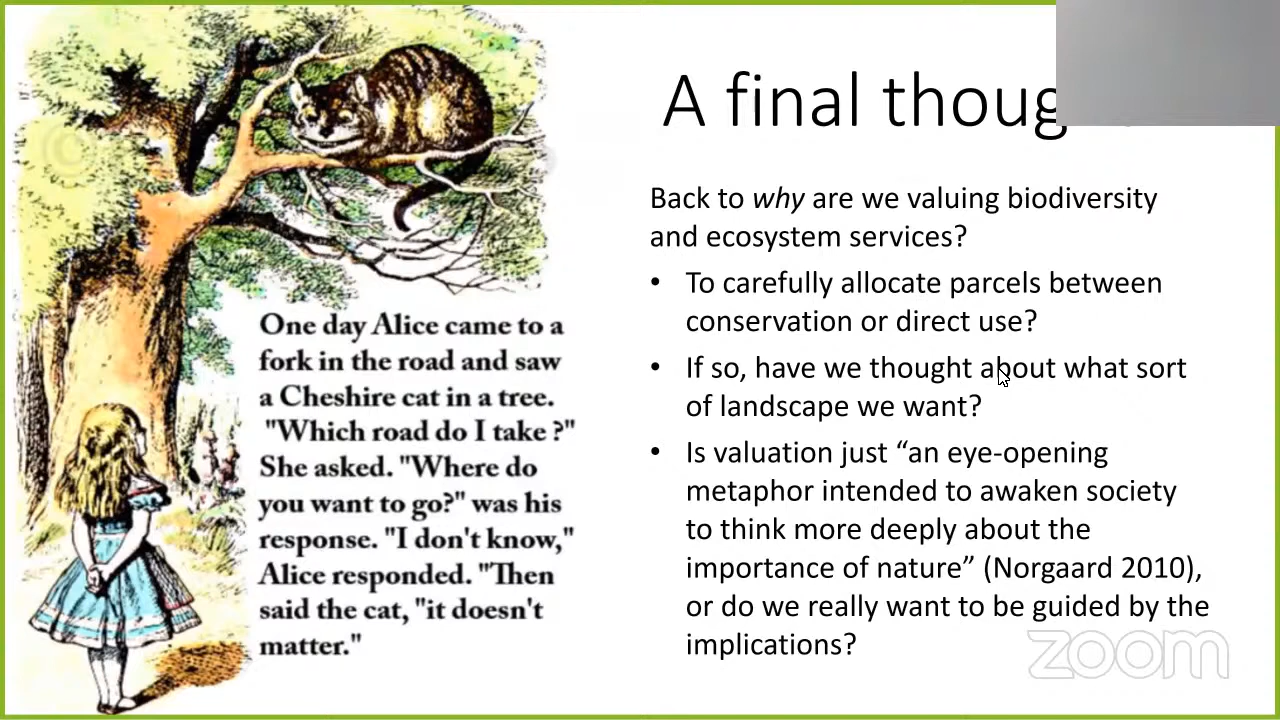 A final thoug
Back to why are we valuing biodiversity
and ecosystem services?
• To carefully allocate parcels between
conservation or direct use?
• If so, have we thought about what sort
of landscape we want?
• Is valuation just “an eye-opening
metaphor intended to awaken society
to think more deeply about the
importance of nature” (Norgaard 2010),
or do we really want to be guided by the
implications?
One day Alice came to a
fork in the road and saw
a Cheshire cat in a tree.
"Which road do I take ?"
She asked. "Where do
you want to go?" was his
response. "I don't know,"
Alice responded. "Then
said the cat, "it doesn't
matter."
zoom